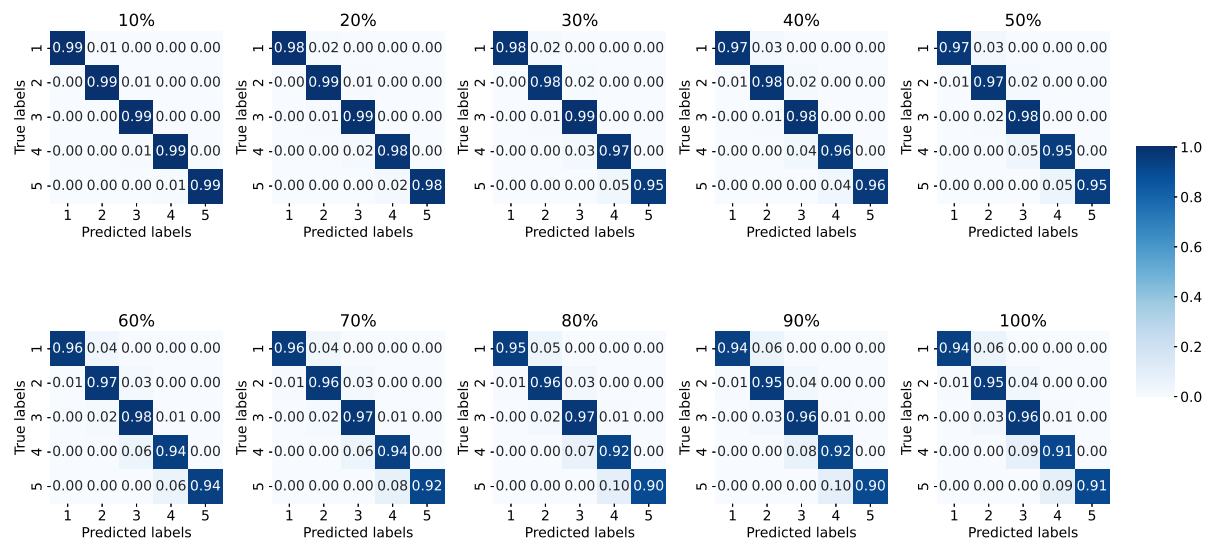 10% 20% 30% 40% 50%
1 0.99 0.01 0.00 0.00 0.00 0.98 0.02 0.00 0.00 0.00 1 0.98 0.02 0.00 0.00 0.00 1 0.97 0.03 0.00 0.00 0.00 1 0.97 0.03 0.00 0.00 0.00 1
2 0.00 0.99 0.01 0.00 0.00 2 0.00 0.99 0.01 0.00 0.00 2 0.00 0.98 0.02 0.00 0.00 2 0.01 0.98 0.02 0.00 0.00 2 0.01 0.97 0.02 0.00 0.00
3 0.00 0.00 0.99 0.00 0.00 3 0.00 0.01 0.99 0.00 0.00 3 0.00 0.01 0.99 0.00 0.00 3 0.00 0.01 0.98 0.00 0.00 3 0.00 0.02 0.98 0.00 0.00
4 0.00 0.00 0.01 0.99 0.00 4 0.00 0.00 0.02 0.98 0.00 4 0.00 0.00 0.03 0.97 0.00 4 0.00 0.00 0.04 0.96 0.00 4 0.00 0.00 0.05 0.95 0.00
5 0.00 0.00 0.00 0.01 0.99 5 0.00 0.00 0.00 0.02 0.98 5 0.00 0.00 0.00 0.05 0.95 5 0.00 0.00 0.00 0.04 0.96 5 0.00 0.00 0.00 0.05 0.95
True labels True labels True labels True labels True labels
1 2 3 4 5 1 2 3 4 5 1 2 3 4 5 1 2 3 4 5 1 2 3 4 5
Predicted labels Predicted labels Predicted labels Predicted labels Predicted labels
60% 70% 80% 90% 100%
1 0.96 0.04 0.00 0.00 0.00 1 0.96 0.04 0.00 0.00 0.00 1 0.95 0.05 0.00 0.00 0.00 1 0.94 0.06 0.00 0.00 0.00 1 0.94 0.06 0.00 0.00 0.00
2 0.01 0.97 0.03 0.00 0.00 2 0.01 0.96 0.03 0.00 0.00 2 0.01 0.96 0.03 0.00 0.00 2 0.01 0.95 0.04 0.00 0.00 2 0.01 0.95 0.04 0.00 0.00
3 0.00 0.02 0.98 0.01 0.00 3 0.00 0.02 0.97 0.01 0.00 3 0.00 0.02 0.97 0.01 0.00 3 0.00 0.03 0.96 0.01 0.00 3 0.00 0.03 0.96 0.01 0.00
4 0.00 0.00 0.06 0.94 0.00 4 0.00 0.00 0.06 0.94 0.00 4 0.00 0.00 0.07 0.92 0.00 4 0.00 0.00 0.08 0.92 0.00 4 0.00 0.00 0.09 0.91 0.00
5 0.00 0.00 0.00 0.06 0.94 5 0.00 0.00 0.00 0.08 0.92 5 0.00 0.00 0.00 0.10 0.90 5 0.00 0.00 0.00 0.10 0.90 5 0.00 0.00 0.00 0.09 0.91
True labels True labels True labels True labels True labels
1 2 3 4 5 1 2 3 4 5 1 2 3 4 5 1 2 3 4 5 1 2 3 4 5
Predicted labels Predicted labels Predicted labels Predicted labels Predicted labels
1.0
0.8
0.6
0.4
0.2
0.0